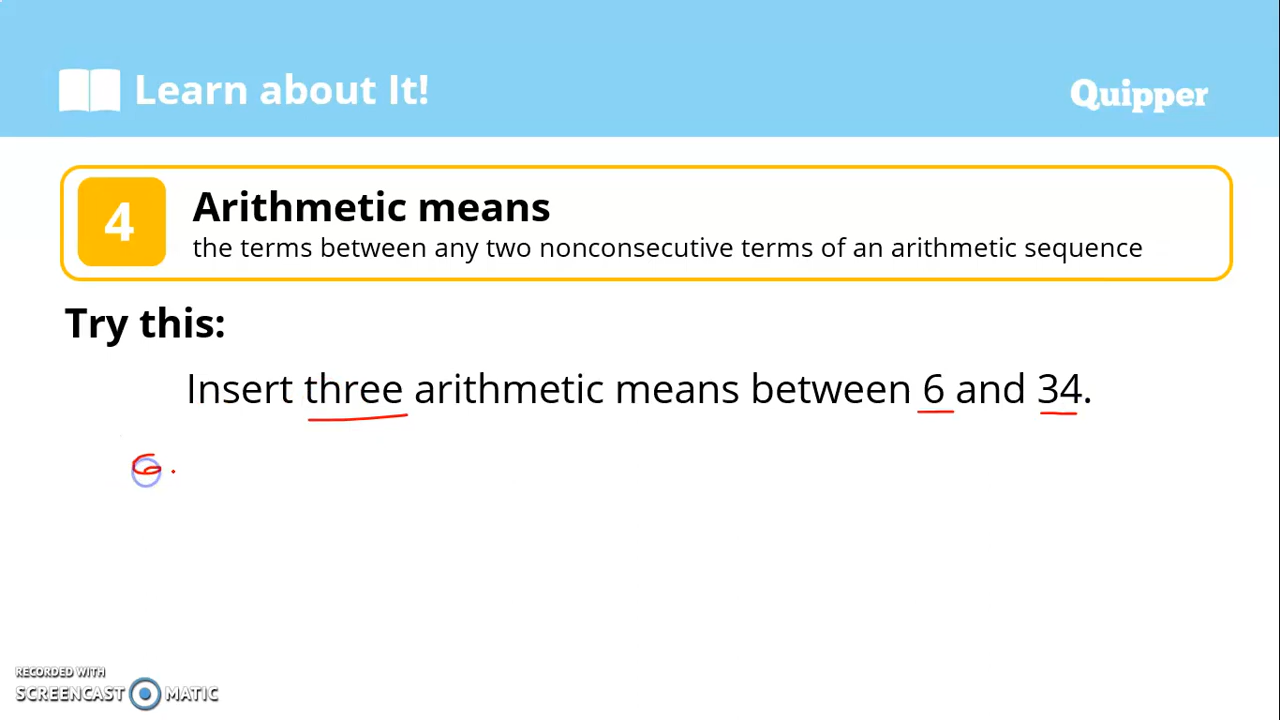 Learn about It!
Quipper
4
Arithmetic means
the terms between any two nonconsecutive terms of an arithmetic sequence
Try this:
Insert three arithmetic means between 6 and 34.
6.
RECORDED WITH
SCREENCAST MATIC